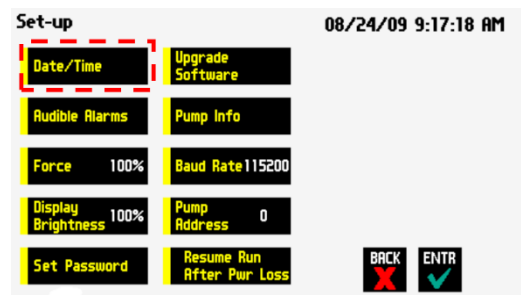 Set-up 08/24/09 9:17:18 AM
Date/Time
Upgrade
Software
Audible Alarms
Pump Info
Force 100%
Baud Rate 115200
Display
Brightness 100%
Pump
Address 0
Set Password
Resume Run
After Pwr Loss
BACK
ENTR